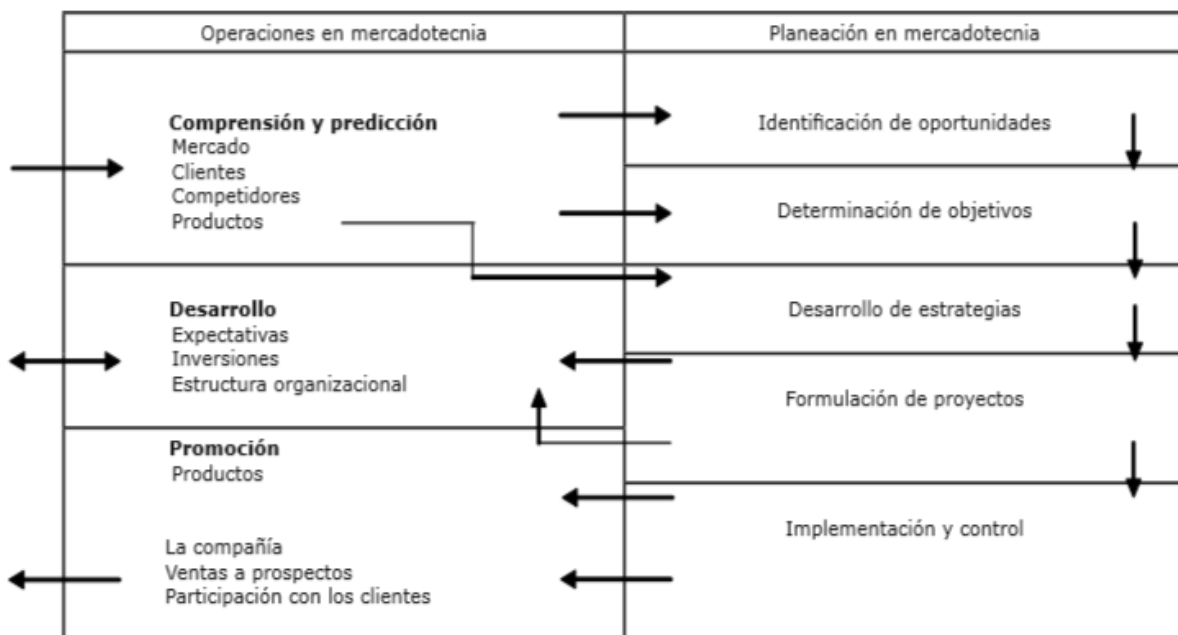 Operaciones en mercadotecnia
Planeación en mercadotecnia
Comprensión y predicción
Mercado
Clientes
Competidores
Productos
Identificación de oportunidades
Determinación de objetivos
Desarrollo
Expectativas
Inversiones
Estructura organizacional
Desarrollo de estrategias
Formulación de proyectos
Promoción
Productos
La compañía
Ventas a prospectos
Participación con los clientes
Implementación y control